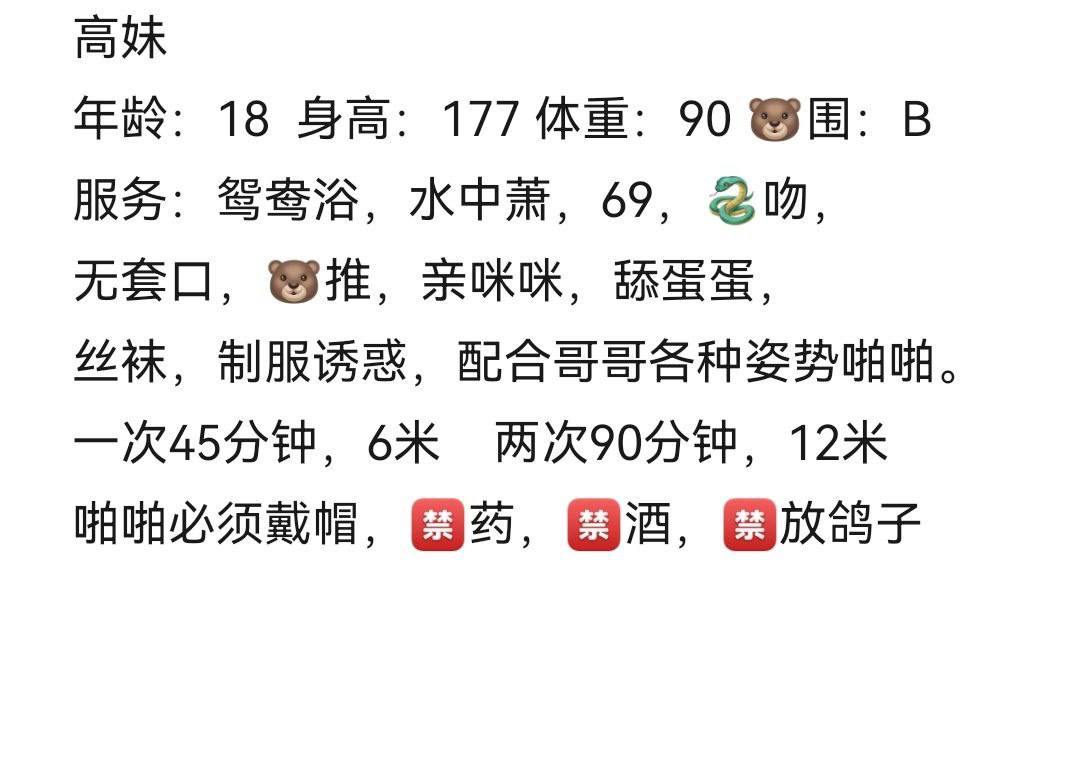 高妹
年龄：18 身高：177 体重：90 🐻围：B
服务：鸳鸯浴，水中萧，69，🐍吻，
无套口，🐻推，亲咪咪，舔蛋蛋，
丝袜，制服诱惑，配合哥哥各种姿势啪啪。
一次45分钟，6米　两次90分钟，12米
啪啪必须戴帽，🈲药，🈲酒，🈲放鸽子